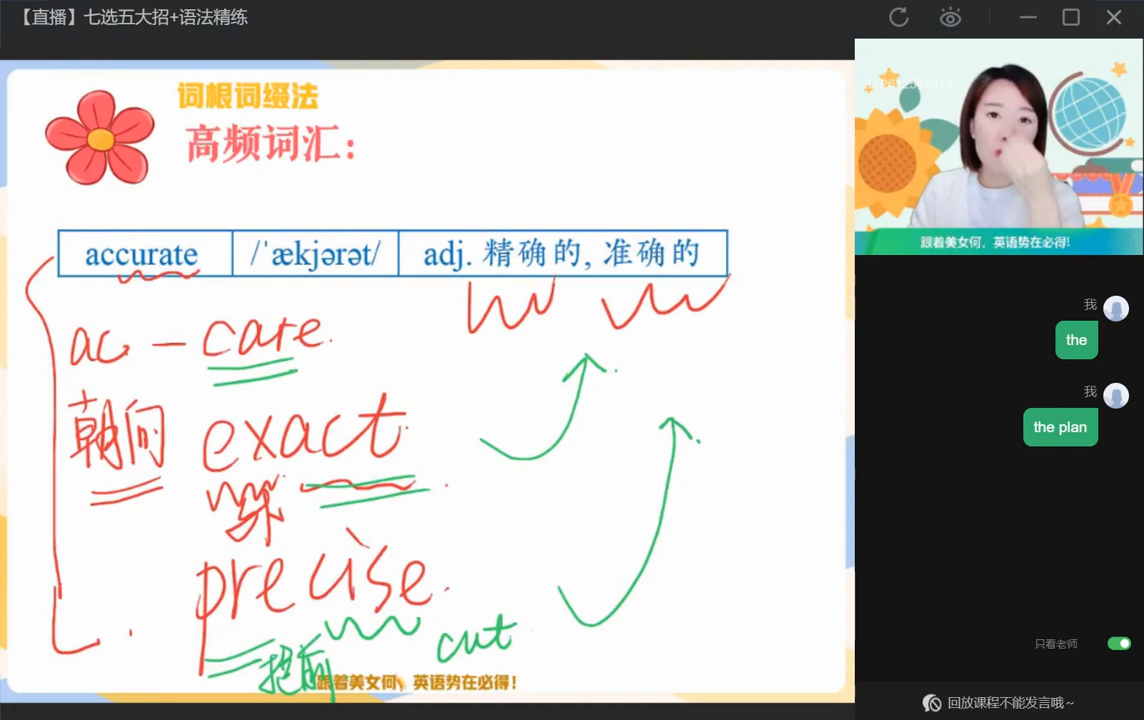 【直播】七选五大招+语法精练
词根词缀法
高频词汇：
accurate /ˈækjərət/ adj. 精确的, 准确的
ac - care.
朝向 exact
precise.
提前 cut
跟着美女何，英语势在必得！
跟着美女何，英语势在必得!
我
the
我
the plan
只看老师
回放课程不能发言哦~